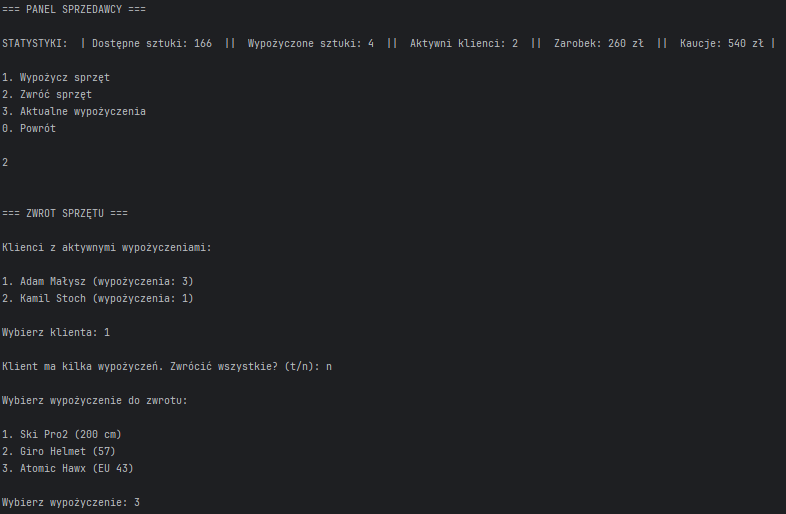 === PANEL SPRZEDAWCY ===
STATYSTYKI:  | Dostępne sztuki: 166  ||  Wypożyczone sztuki: 4  ||  Aktywni klienci: 2  ||  Zarobek: 260 zł  ||  Kaucje: 540 zł |
1. Wypożycz sprzęt
2. Zwróć sprzęt
3. Aktualne wypożyczenia
0. Powrót
2
=== ZWROT SPRZĘTU ===
Klienci z aktywnymi wypożyczeniami:
1. Adam Małysz (wypożyczenia: 3)
2. Kamil Stoch (wypożyczenia: 1)
Wybierz klienta: 1
Klient ma kilka wypożyczeń. Zwrócić wszystkie? (t/n): n
Wybierz wypożyczenie do zwrotu:
1. Ski Pro2 (200 cm)
2. Giro Helmet (57)
3. Atomic Hawx (EU 43)
Wybierz wypożyczenie: 3